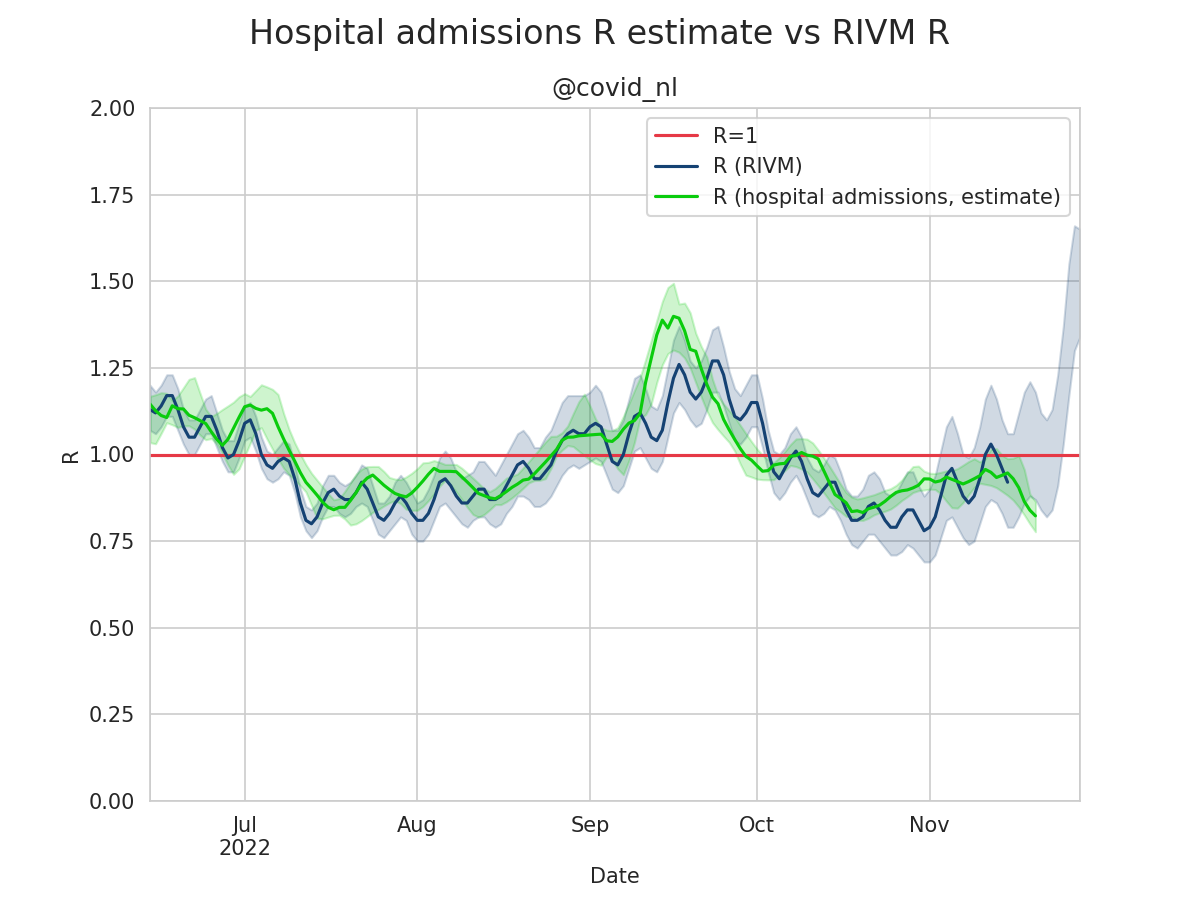 Hospital admissions R estimate vs RIVM R
@covid_nl
R=1
R (RIVM)
R (hospital admissions, estimate)
2.00
1.75
1.50
1.25
1.00
0.75
0.50
0.25
0.00
R
Jul
2022
Aug
Sep
Oct
Nov
Date